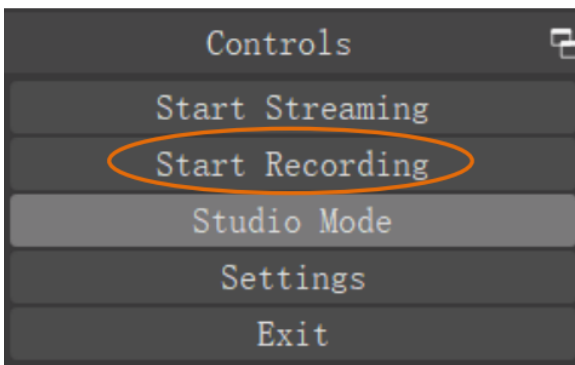 Controls
Start Streaming
Start Recording
Studio Mode
Settings
Exit